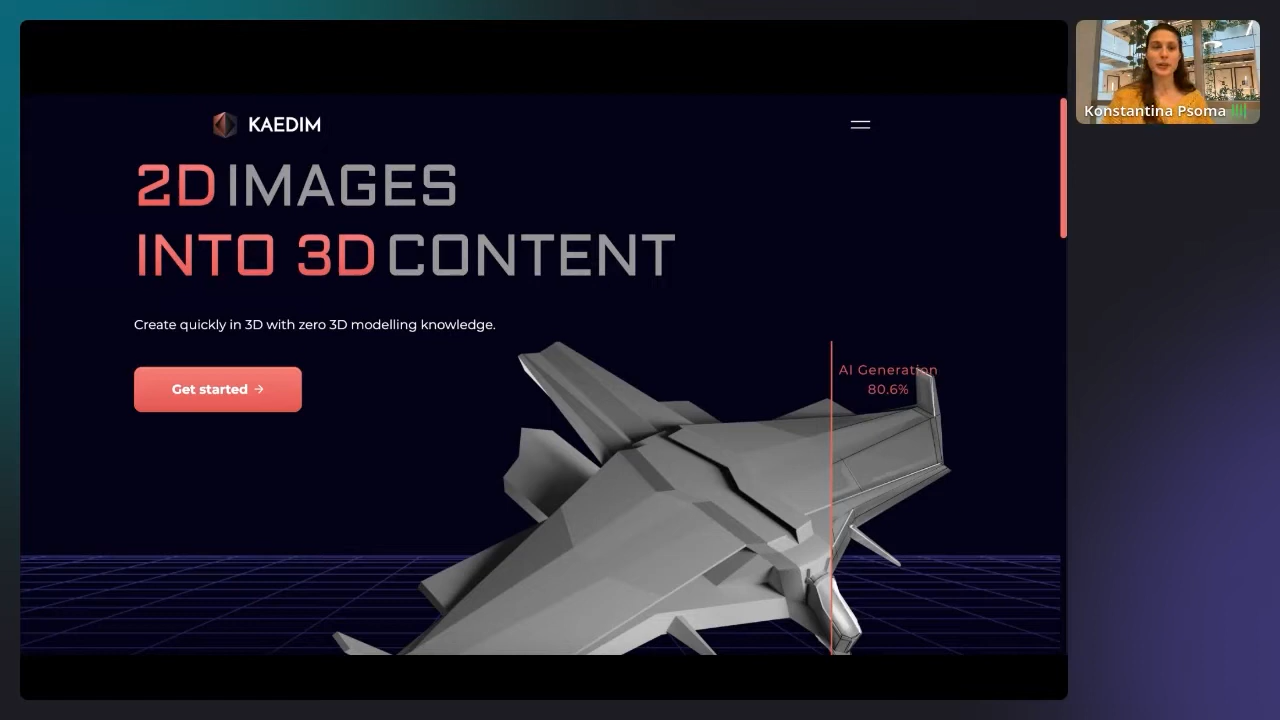 KAEDIM
2D IMAGES
INTO 3D CONTENT
Create quickly in 3D with zero 3D modelling knowledge.
Get started →
AI Generation
80.6%
Konstantina Psoma